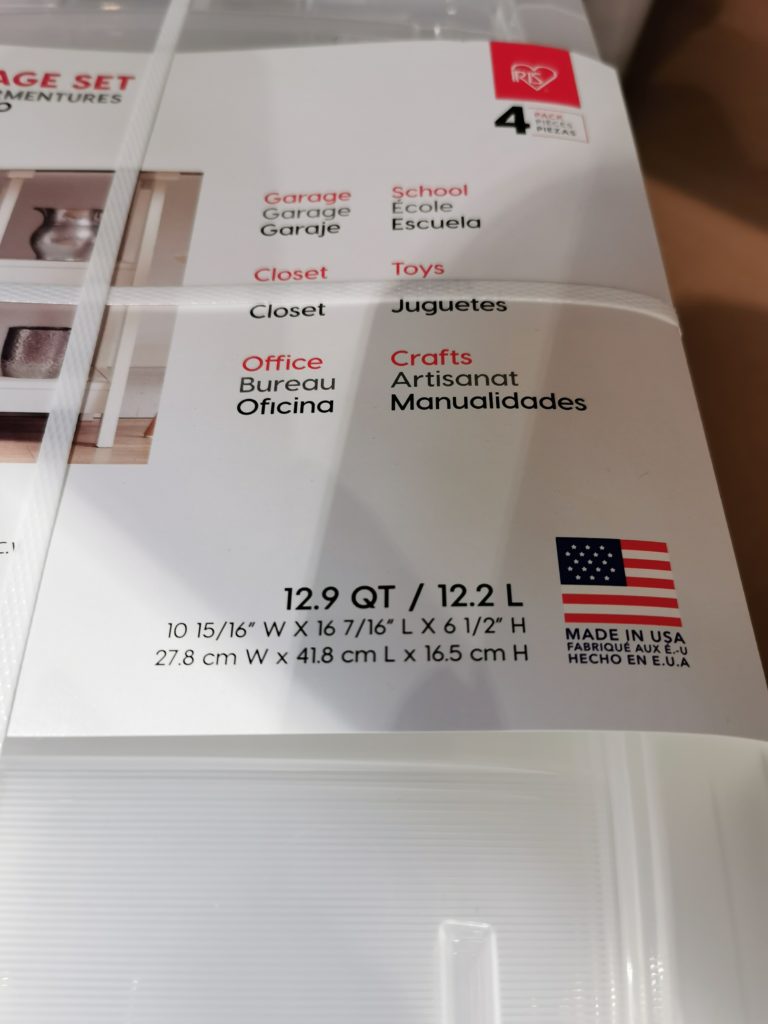 AGE SET
RMENTURES
O
IRIS
4
PACK
PIÈCES
PIEZAS
Garage
Garage
Garaje
School
École
Escuela
Closet
Closet
Toys
Juguetes
Office
Bureau
Oficina
Crafts
Artisanat
Manualidades
C.)
12.9 QT / 12.2 L
10 15/16" W X 16 7/16" L X 6 1/2" H
27.8 cm W x 41.8 cm L x 16.5 cm H
MADE IN USA
FABRIQUÉ AUX É.-U
HECHO EN E.U.A